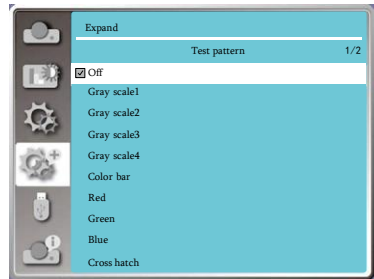 Expand
Test pattern 1/2
Off
Gray scale1
Gray scale2
Gray scale3
Gray scale4
Color bar
Red
Green
Blue
Cross hatch